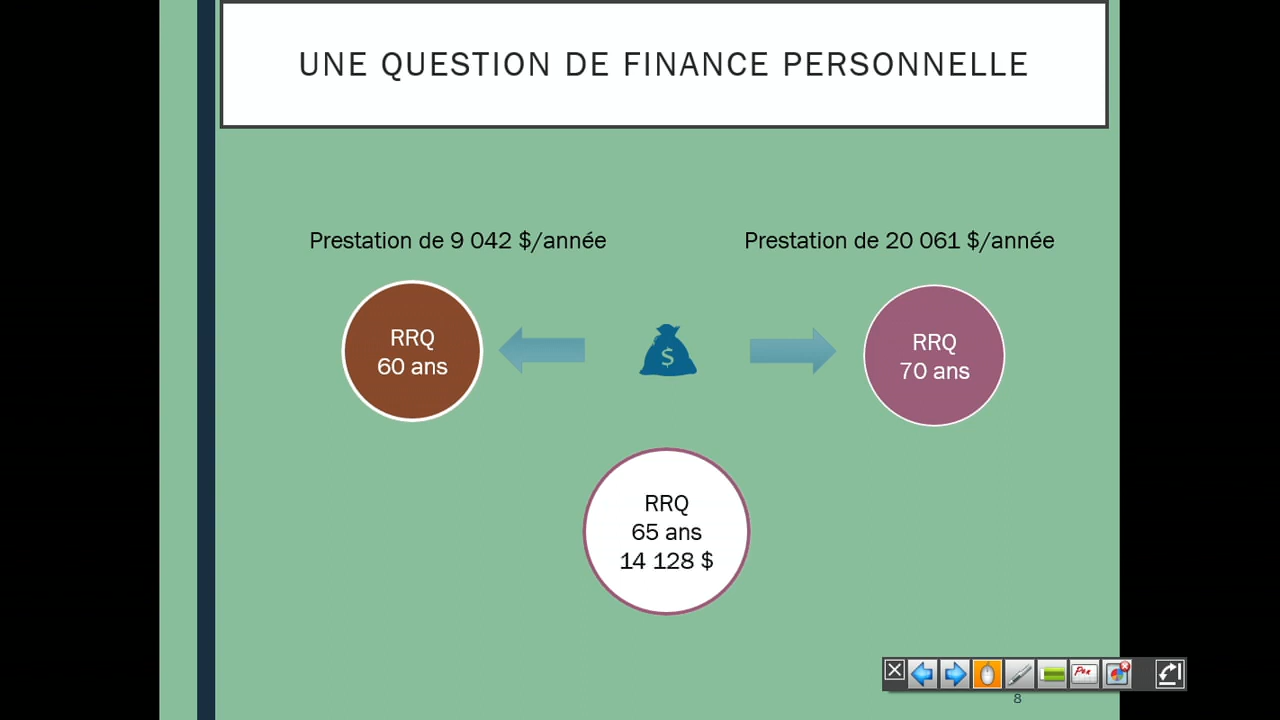 UNE QUESTION DE FINANCE PERSONNELLE
Prestation de 9 042 $/année
Prestation de 20 061 $/année
RRQ
60 ans
$
RRQ
70 ans
RRQ
65 ans
14 128 $
Pen
8